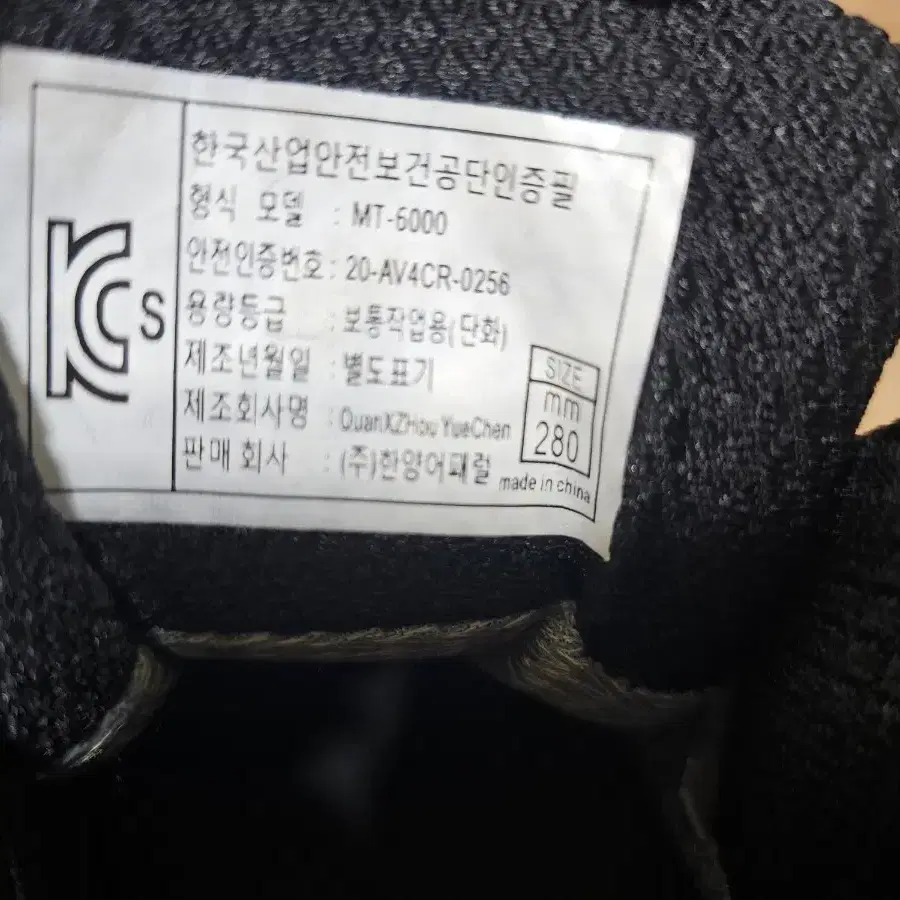 KCs
한국산업안전보건공단인증필
형식 모델 : MT-6000
안전인증번호 : 20-AV4CR-0256
용량등급 : 보통작업용(단화)
제조년월일 : 별도표기
제조회사명 : QuanXZHou YueChen
판매 회사 : (주)한양어패럴
SIZE
mm
280
made in china